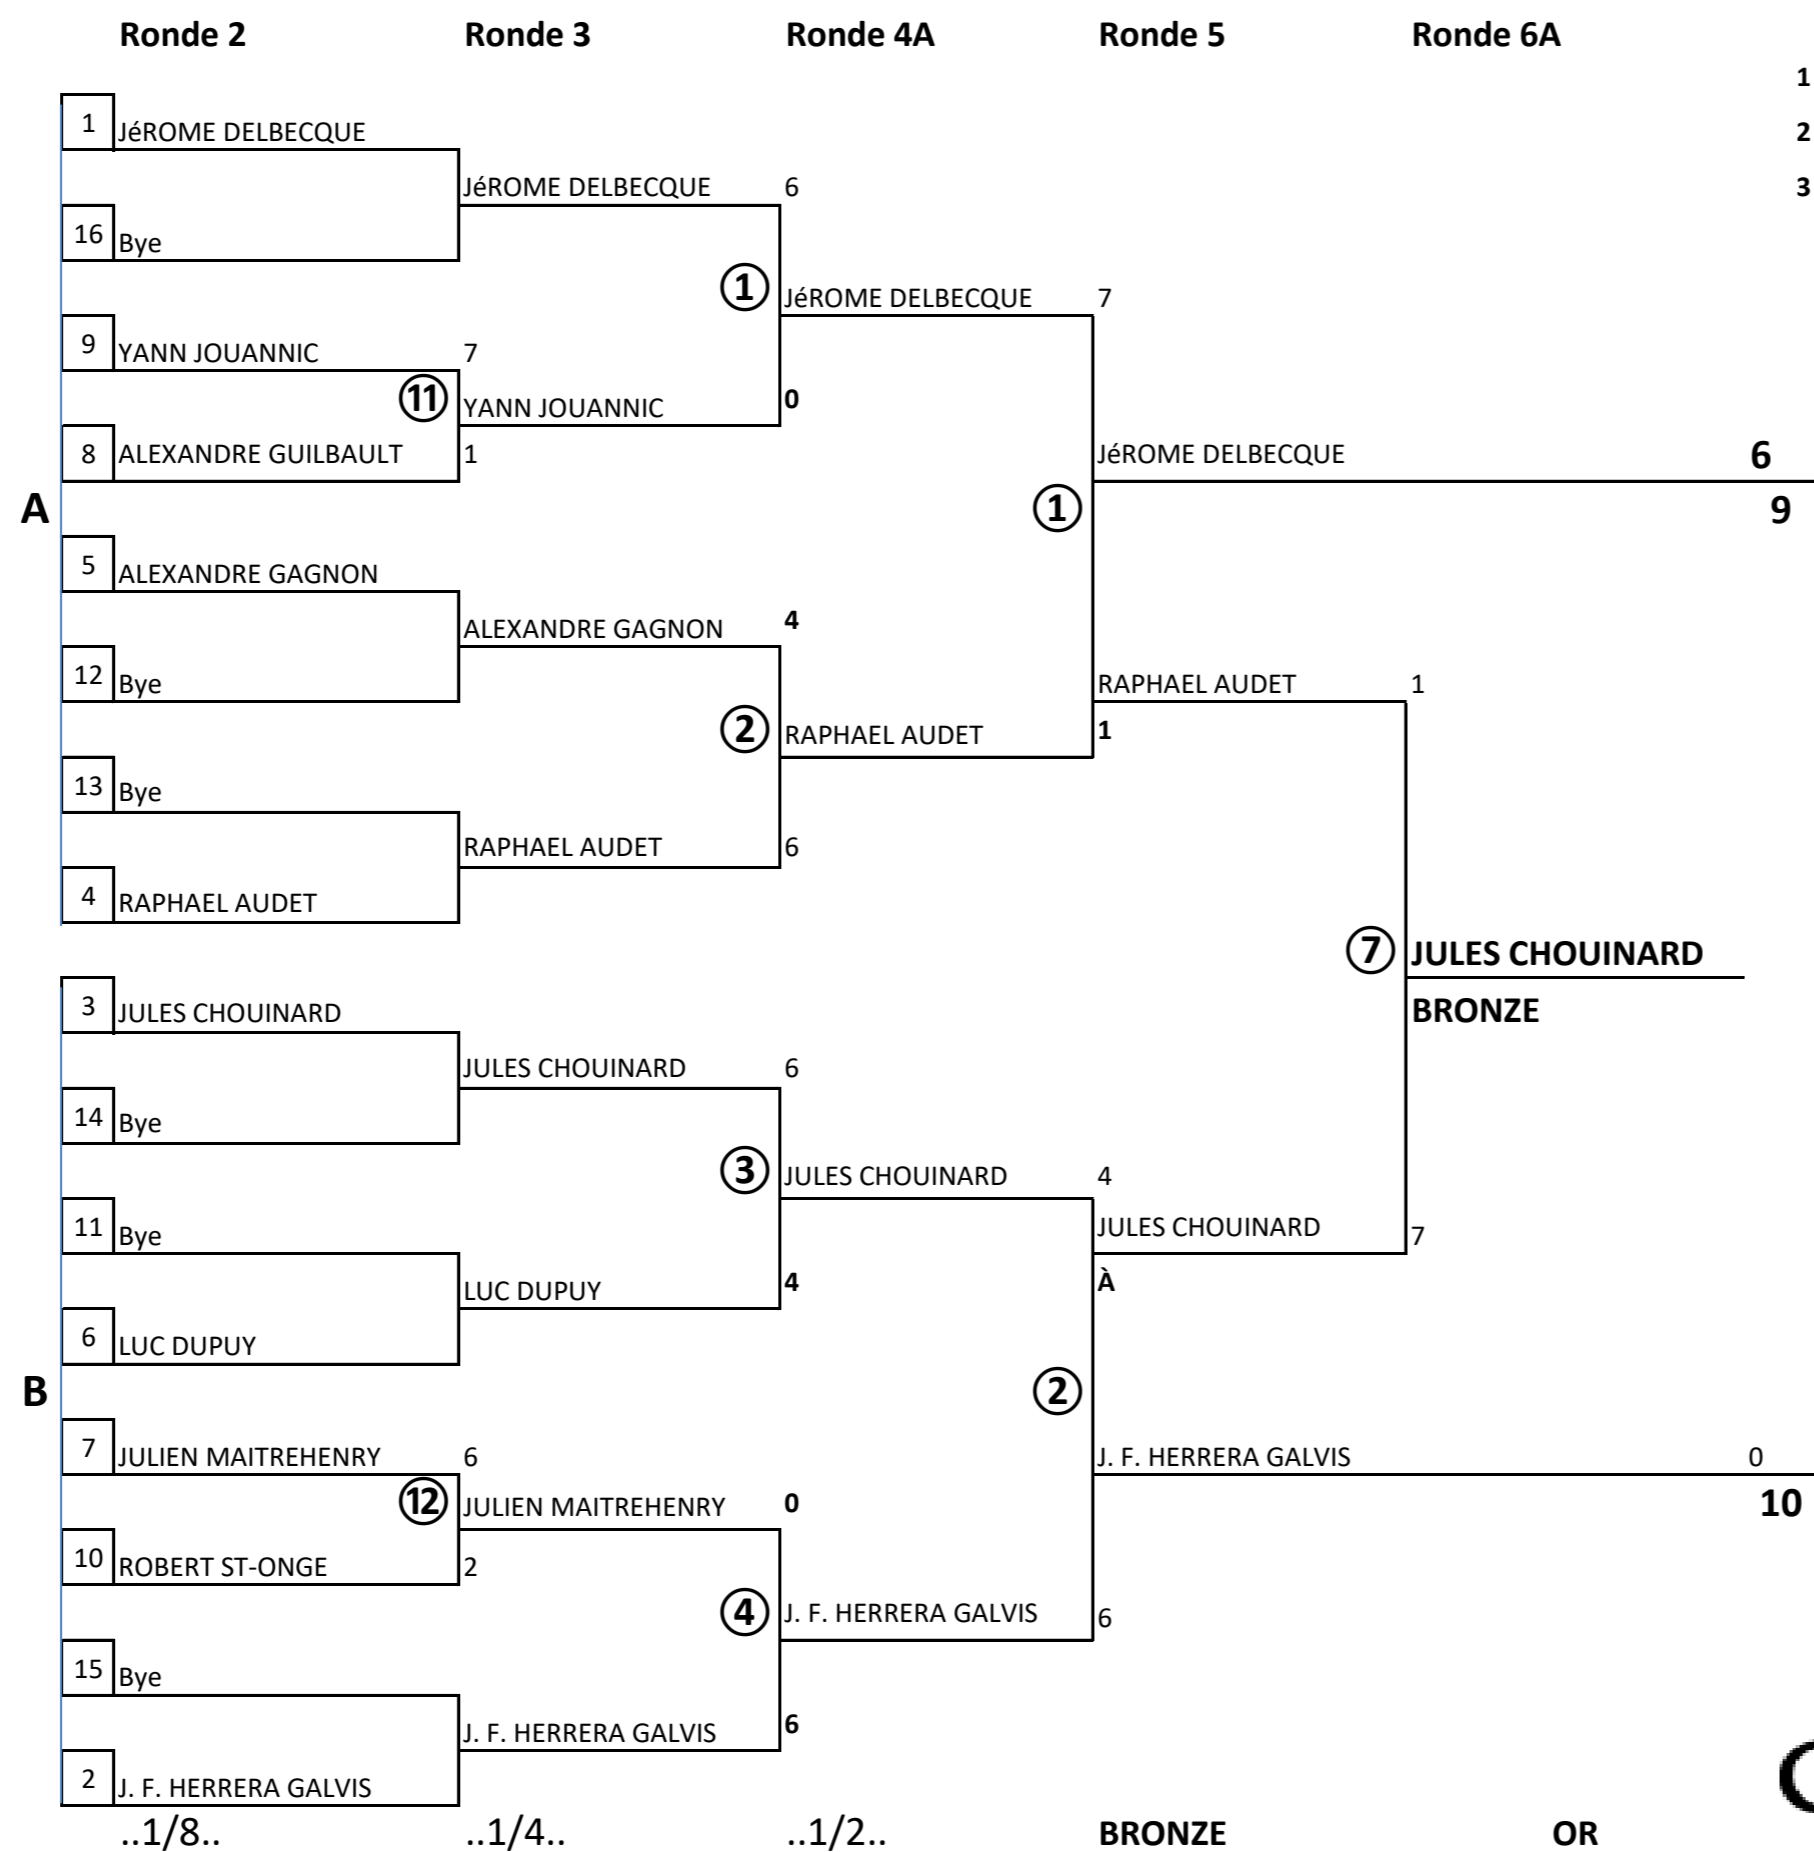 Ronde 2 Ronde 3 Ronde 4A Ronde 5 Ronde 6A
1
1 JéROME DELBECQUE 2
JéROME DELBECQUE 6 3
16 Bye
1 JéROME DELBECQUE 7
9 YANN JOUANNIC 7
11 YANN JOUANNIC 0
8 ALEXANDRE GUILBAULT 1 JéROME DELBECQUE 6
A 1 9
5 ALEXANDRE GAGNON
ALEXANDRE GAGNON 4
12 Bye RAPHAEL AUDET 1
2 RAPHAEL AUDET 1
13 Bye
RAPHAEL AUDET 6
4 RAPHAEL AUDET
7 JULES CHOUINARD
3 JULES CHOUINARD BRONZE
JULES CHOUINARD 6
14 Bye
3 JULES CHOUINARD 4
11 Bye JULES CHOUINARD 7
LUC DUPUY 4 À
6 LUC DUPUY
B 2
7 JULIEN MAITREHENRY 6 J. F. HERRERA GALVIS 0
12 JULIEN MAITREHENRY 0 10
10 ROBERT ST-ONGE 2
4 J. F. HERRERA GALVIS 6
15 Bye
J. F. HERRERA GALVIS 6
2 J. F. HERRERA GALVIS
..1/8.. ..1/4.. ..1/2.. BRONZE OR